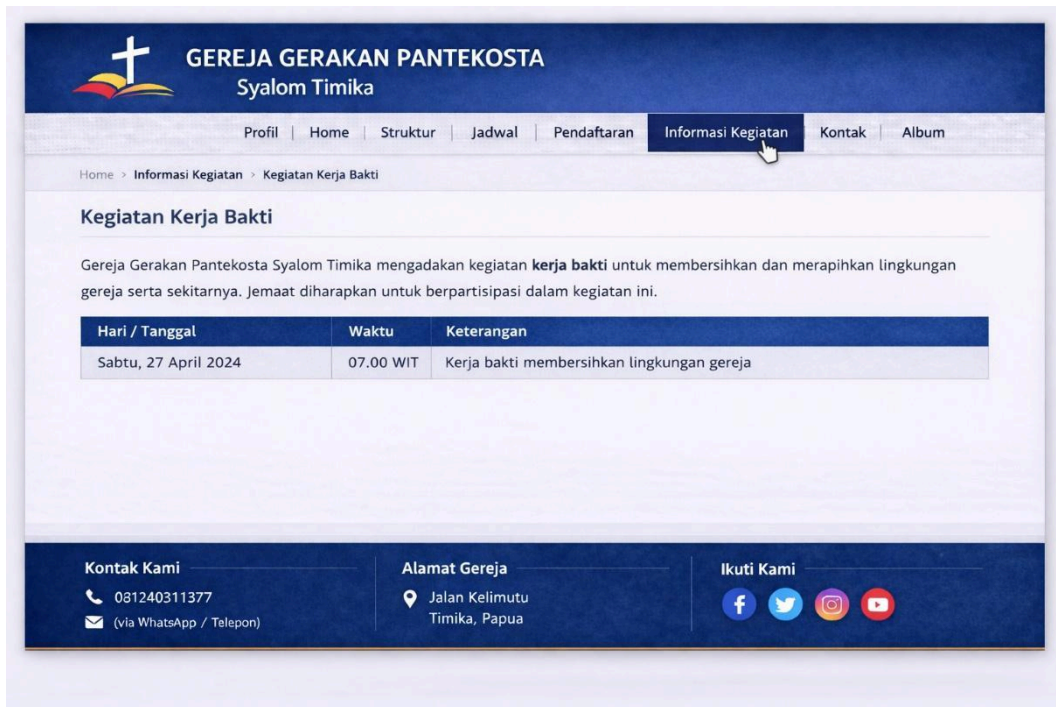 GEREJA GERAKAN PANTEKOSTA
Syalom Timika
Profil | Home | Struktur | Jadwal | Pendaftaran Informasi Kegiatan Kontak | Album
Home > Informasi Kegiatan > Kegiatan Kerja Bakti
Kegiatan Kerja Bakti
Gereja Gerakan Pantekosta Syalom Timika mengadakan kegiatan kerja bakti untuk membersihkan dan merapihkan lingkungan
gereja serta sekitarnya. Jemaat diharapkan untuk berpartisipasi dalam kegiatan ini.
Hari / Tanggal Waktu Keterangan
Sabtu, 27 April 2024 07.00 WIT Kerja bakti membersihkan lingkungan gereja
Kontak Kami
081240311377
(via WhatsApp / Telepon)
Alamat Gereja
Jalan Kelimutu
Timika, Papua
Ikuti Kami